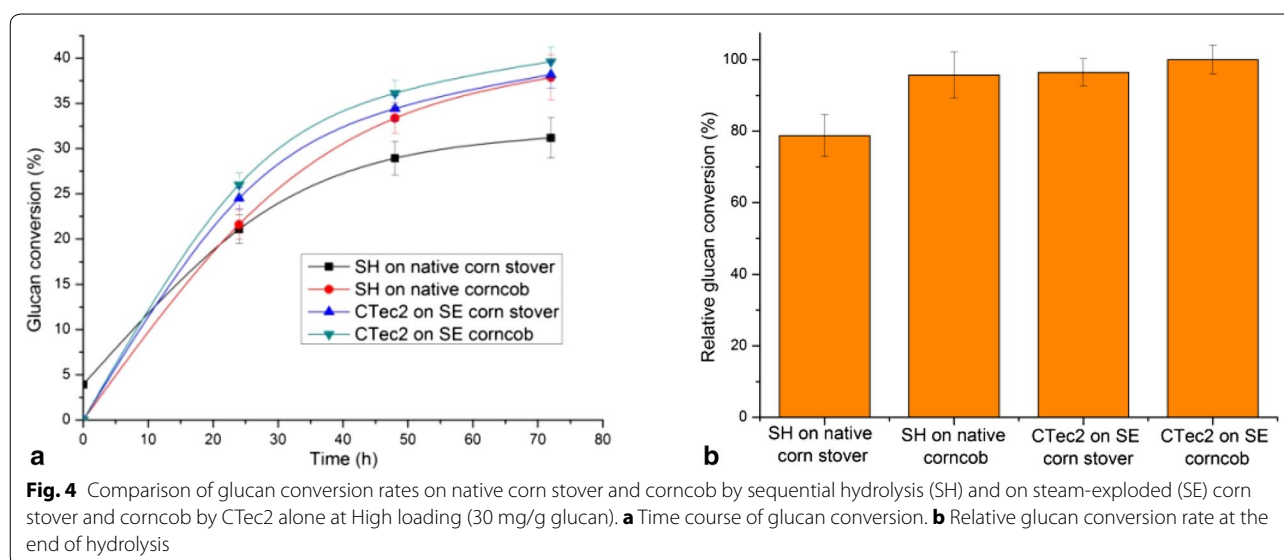 40
35
30
25
20
15
10
5
0
Glucan conversion (%)
SH on native corn stover
SH on native corncob
CTec2 on SE corn stover
CTec2 on SE corncob
0 10 20 30 40 50 60 70 80
Time (h)
a
100
80
60
40
20
0
Relative glucan conversion (%)
SH on native
corn stover
SH on native
corncob
CTec2 on SE
corn stover
CTec2 on SE
corncob
b
Fig. 4 Comparison of glucan conversion rates on native corn stover and corncob by sequential hydrolysis (SH) and on steam-exploded (SE) corn
stover and corncob by CTec2 alone at High loading (30 mg/g glucan). a Time course of glucan conversion. b Relative glucan conversion rate at the
end of hydrolysis